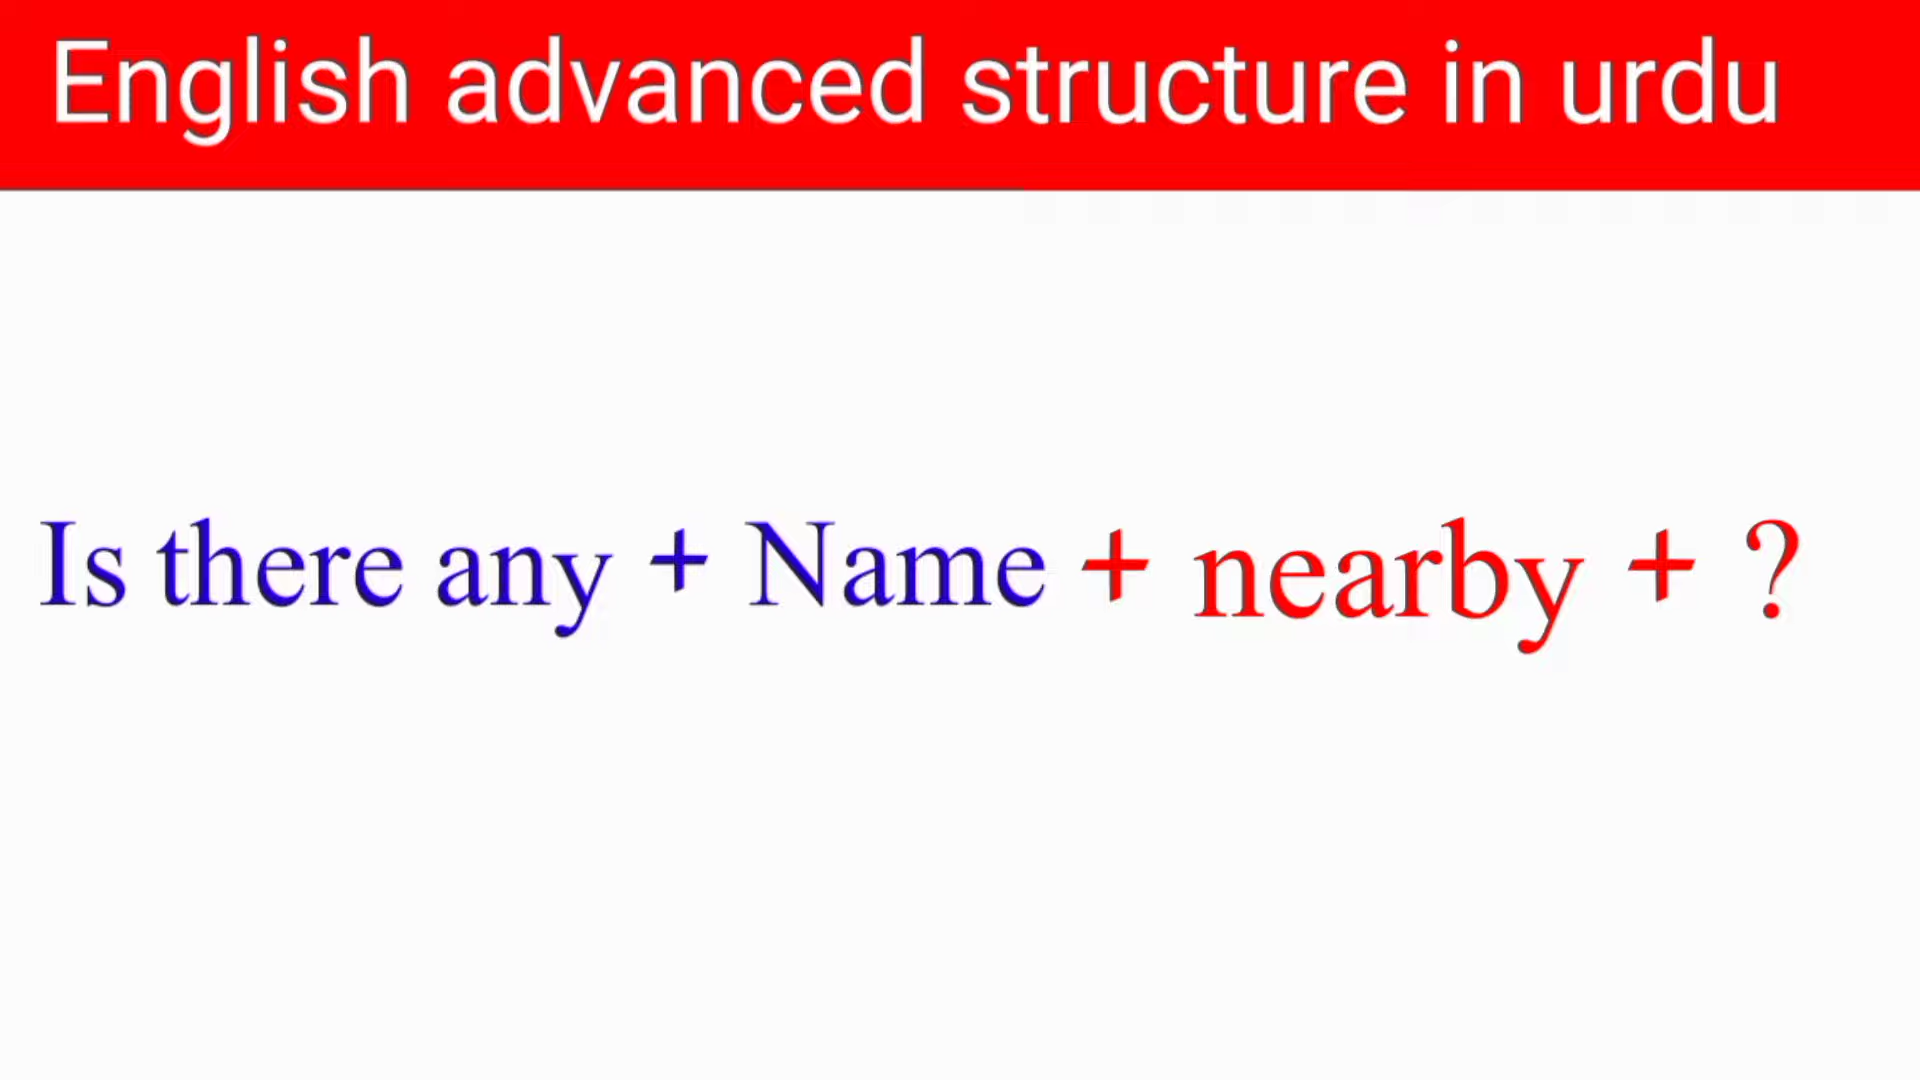 English advanced structure in urdu
Is there any + Name + nearby + ?